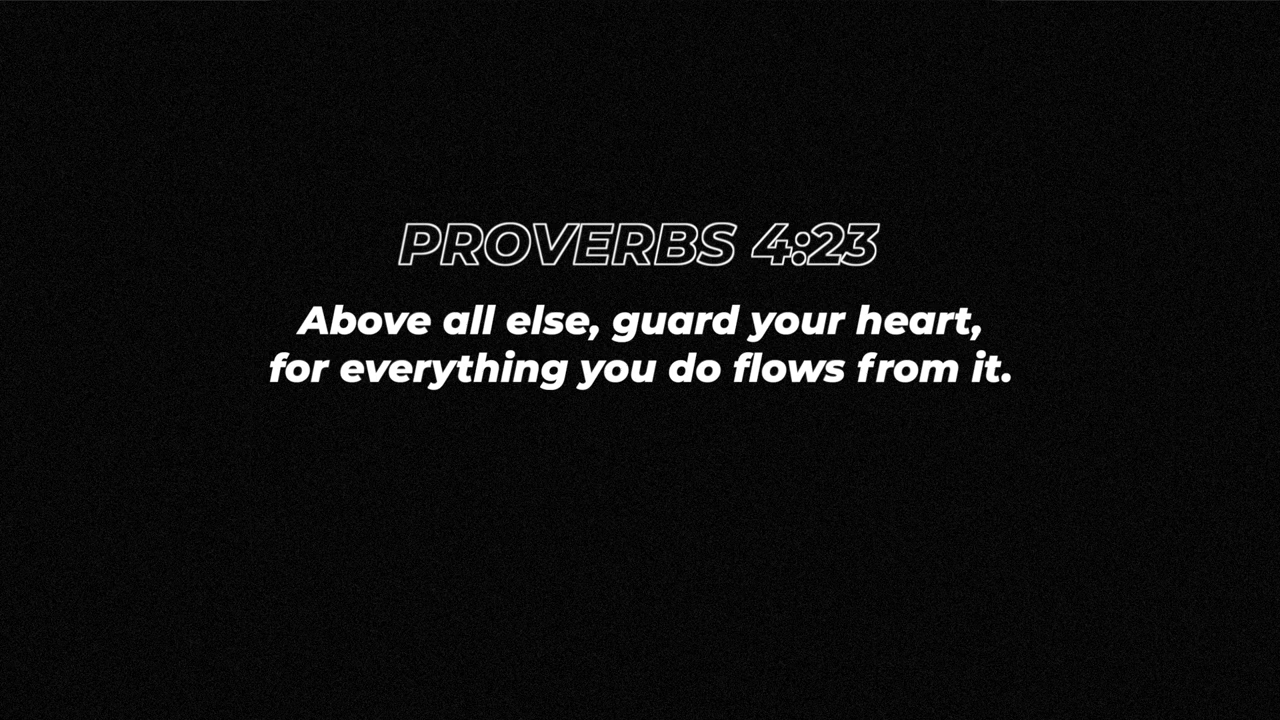 PROVERBS 4:23
Above all else, guard your heart,
for everything you do flows from it.